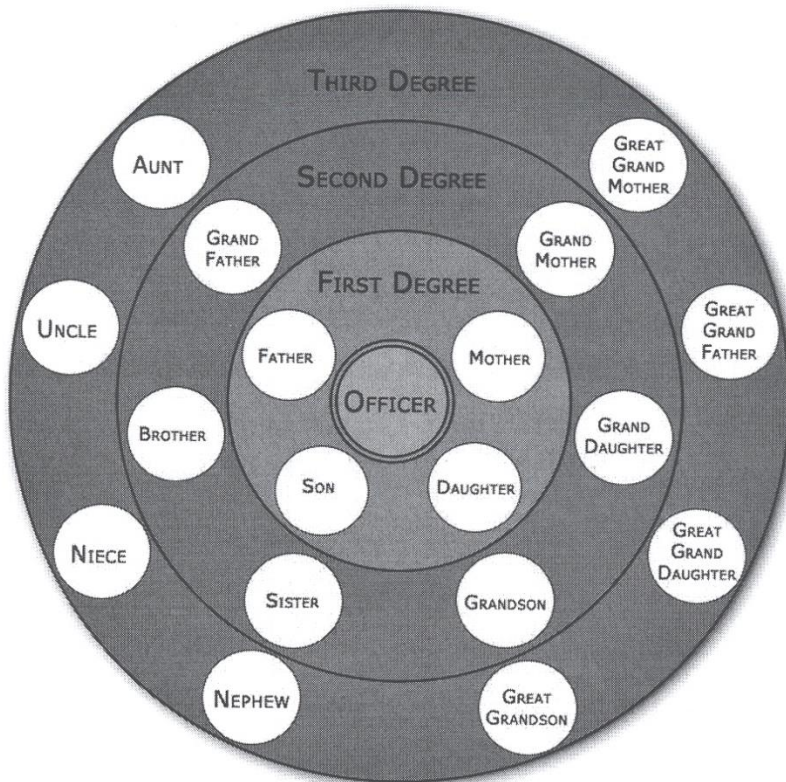 THIRD DEGREE
AUNT
GREAT
GRAND
MOTHER
SECOND DEGREE
GRAND
FATHER
GRAND
MOTHER
FIRST DEGREE
UNCLE
GREAT
GRAND
FATHER
FATHER
MOTHER
OFFICER
BROTHER
GRAND
DAUGHTER
SON
DAUGHTER
NIECE
GREAT
GRAND
DAUGHTER
SISTER
GRANDSON
NEPHEW
GREAT
GRANDSON